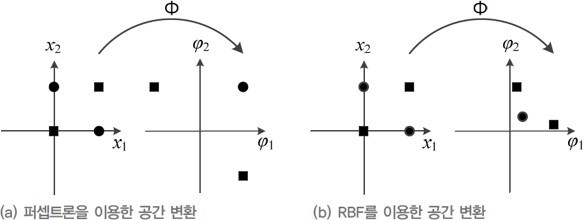 Φ
Φ
x₂
φ₂
x₂
φ₂
x₁
φ₁
x₁
φ₁
(a) 퍼셉트론을 이용한 공간 변환
(b) RBF를 이용한 공간 변환